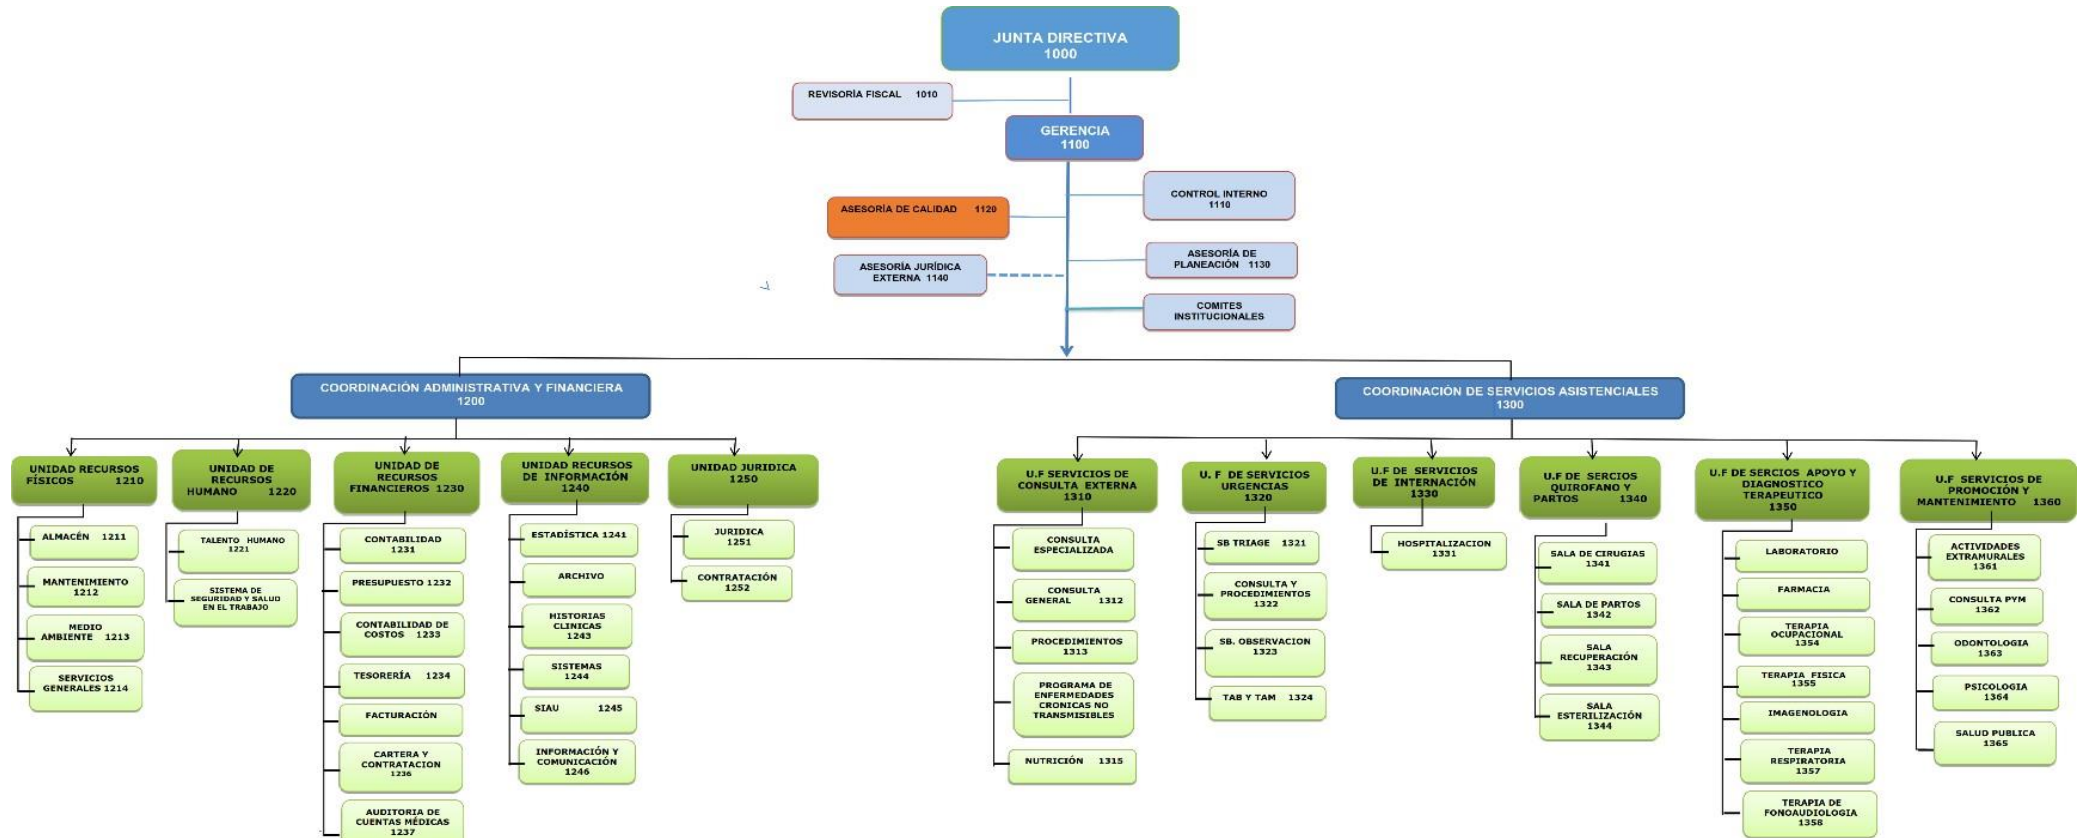 JUNTA DIRECTIVA
1000
REVISORÍA FISCAL 1010
GERENCIA
1100
CONTROL INTERNO
1110
ASESORÍA DE CALIDAD 1120
ASESORÍA DE
PLANEACIÓN 1130
ASESORÍA JURÍDICA
EXTERNA 1140
COMITES
INSTITUCIONALES
COORDINACIÓN ADMINISTRATIVA Y FINANCIERA
1200
COORDINACIÓN DE SERVICIOS ASISTENCIALES
1300
UNIDAD RECURSOS
FÍSICOS 1210
ALMACÉN 1211
MANTENIMIENTO
1212
MEDIO
AMBIENTE 1213
SERVICIOS
GENERALES 1214
UNIDAD DE
RECURSOS
HUMANO 1220
TALENTO HUMANO
1221
SISTEMA DE
SEGURIDAD Y SALUD
EN EL TRABAJO
UNIDAD DE
RECURSOS
FINANCIEROS 1230
CONTABILIDAD
1231
PRESUPUESTO 1232
CONTABILIDAD DE
COSTOS 1233
TESORERÍA 1234
FACTURACIÓN
CARTERA Y
CONTRATACION
1236
AUDITORIA DE
CUENTAS MÉDICAS
1237
UNIDAD RECURSOS
DE INFORMACIÓN
1240
ESTADÍSTICA 1241
ARCHIVO
HISTORIAS
CLINICAS
1243
SISTEMAS
1244
SIAU 1245
INFORMACIÓN Y
COMUNICACIÓN
1246
UNIDAD JURIDICA
1250
JURIDICA
1251
CONTRATACIÓN
1252
U.F SERVICIOS DE
CONSULTA EXTERNA
1310
CONSULTA
ESPECIALIZADA
CONSULTA
GENERAL 1312
PROCEDIMIENTOS
1313
PROGRAMA DE
ENFERMEDADES
CRONICAS NO
TRANSMISIBLES
NUTRICIÓN 1315
U. F DE SERVICIOS
URGENCIAS
1320
SB TRIAGE 1321
CONSULTA Y
PROCEDIMIENTOS
1322
SB. OBSERVACION
1323
TAB Y TAM 1324
U.F DE SERVICIOS
DE INTERNACIÓN
1330
HOSPITALIZACION
1331
U.F DE SERCIOS
QUIROFANO Y
PARTOS 1340
SALA DE CIRUGIAS
1341
SALA DE PARTOS
1342
SALA
RECUPERACIÓN
1343
SALA
ESTERILIZACIÓN
1344
U.F DE SERCIOS APOYO Y
DIAGNOSTICO
TERAPEUTICO
1350
LABORATORIO
FARMACIA
TERAPIA
OCUPACIONAL
1354
TERAPIA FISICA
1355
IMAGENOLOGIA
TERAPIA
RESPIRATORIA
1357
TERAPIA DE
FONOAUDIOLOGIA
1358
U.F SERVICIOS DE
PROMOCIÓN Y
MANTENIMIENTO 1360
ACTIVIDADES
EXTRAMURALES
1361
CONSULTA PYM
1362
ODONTOLOGIA
1363
PSICOLOGIA
1364
SALUD PUBLICA
1365